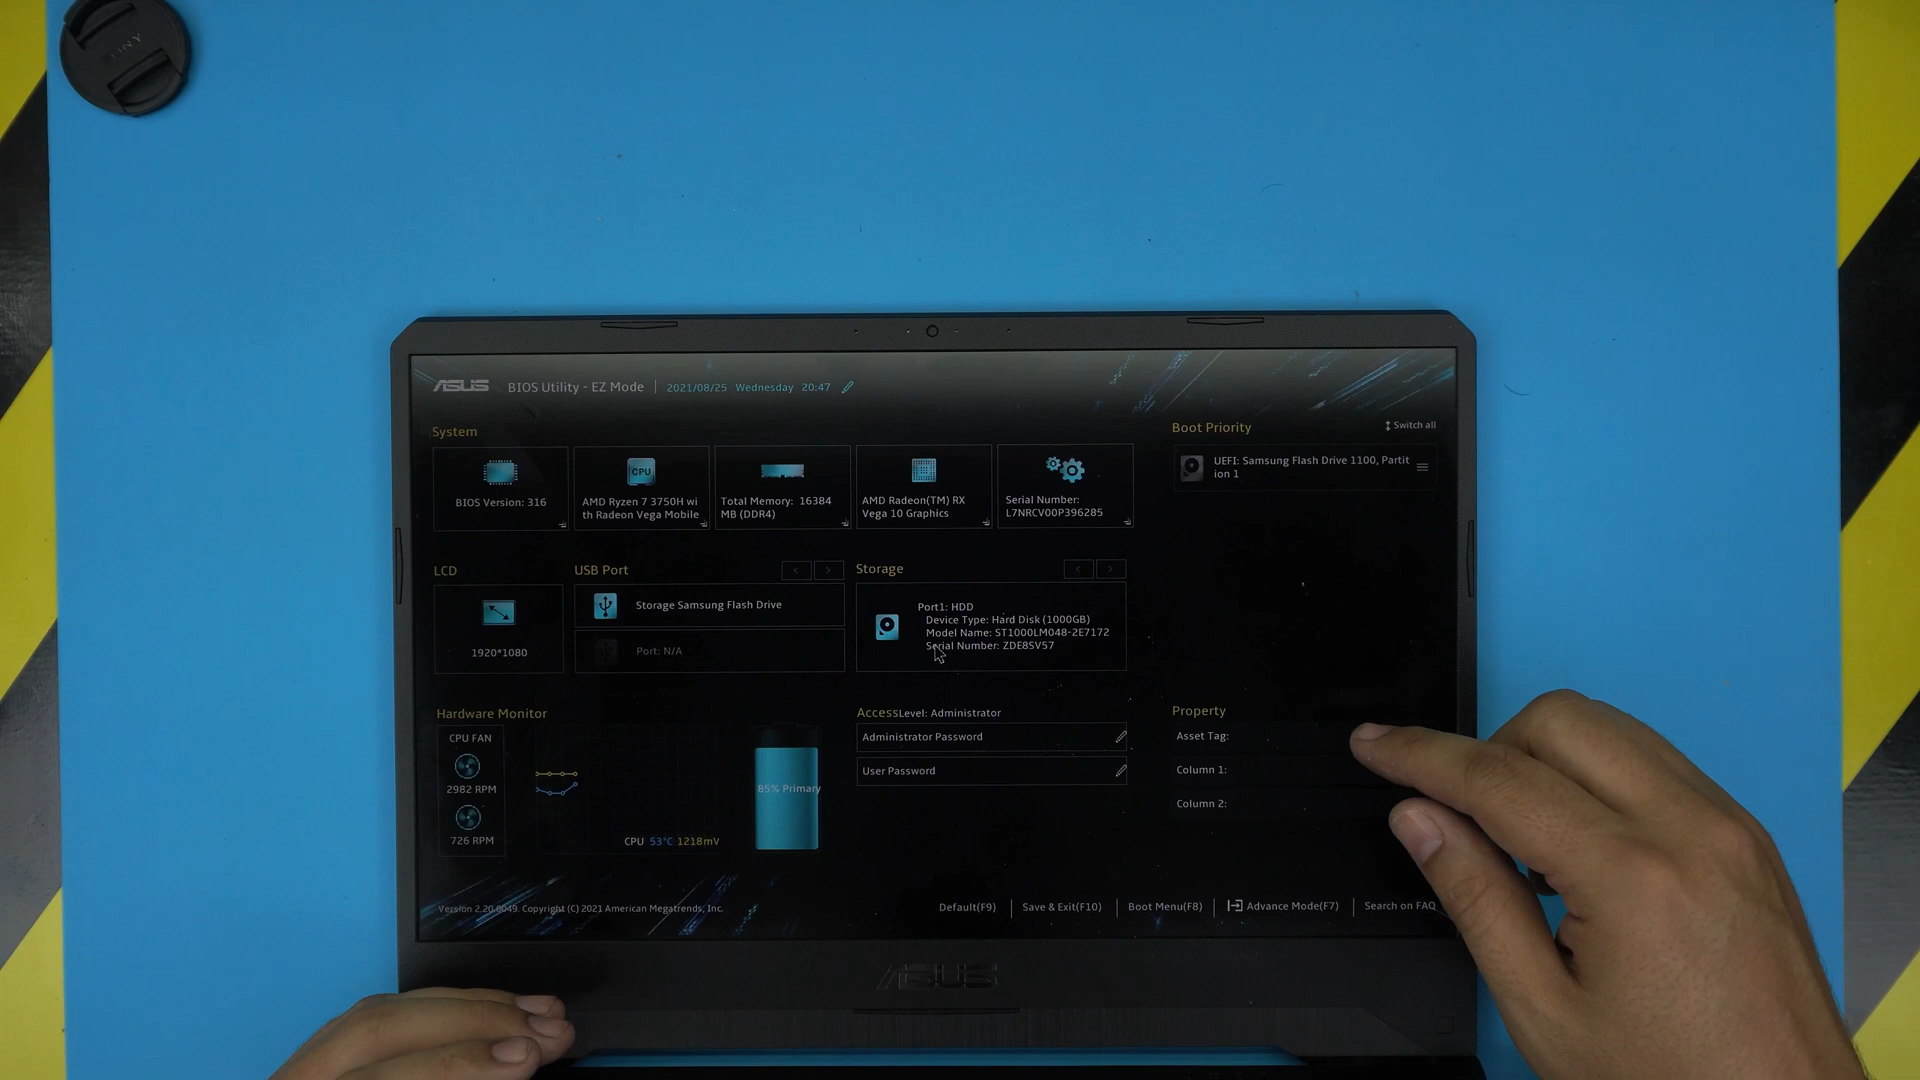 SONY
ASUS BIOS Utility - EZ Mode 2021/08/25 Wednesday 20:47
System
BIOS Version: 316
AMD Ryzen 7 3750H wi
th Radeon Vega Mobile
Total Memory: 16384
MB (DDR4)
AMD Radeon(TM) RX
Vega 10 Graphics
Serial Number:
L7NRCV00P396285
Boot Priority
Switch all
UEFI: Samsung Flash Drive 1100, Partit
ion 1
LCD
1920*1080
USB Port
Storage Samsung Flash Drive
Port: N/A
Storage
Port1: HDD
Device Type: Hard Disk (1000GB)
Model Name: ST1000LM048-2E7172
Serial Number: ZDE8SV57
Hardware Monitor
CPU FAN
2982 RPM
726 RPM
CPU 53°C 1218mV
85% Primary
AccessLevel: Administrator
Administrator Password
User Password
Property
Asset Tag:
Column 1:
Column 2:
Version 2.20.0049. Copyright (C) 2021 American Megatrends, Inc.
Default(F9) Save & Exit(F10) Boot Menu(F8) Advance Mode(F7) Search on FAQ
ASUS